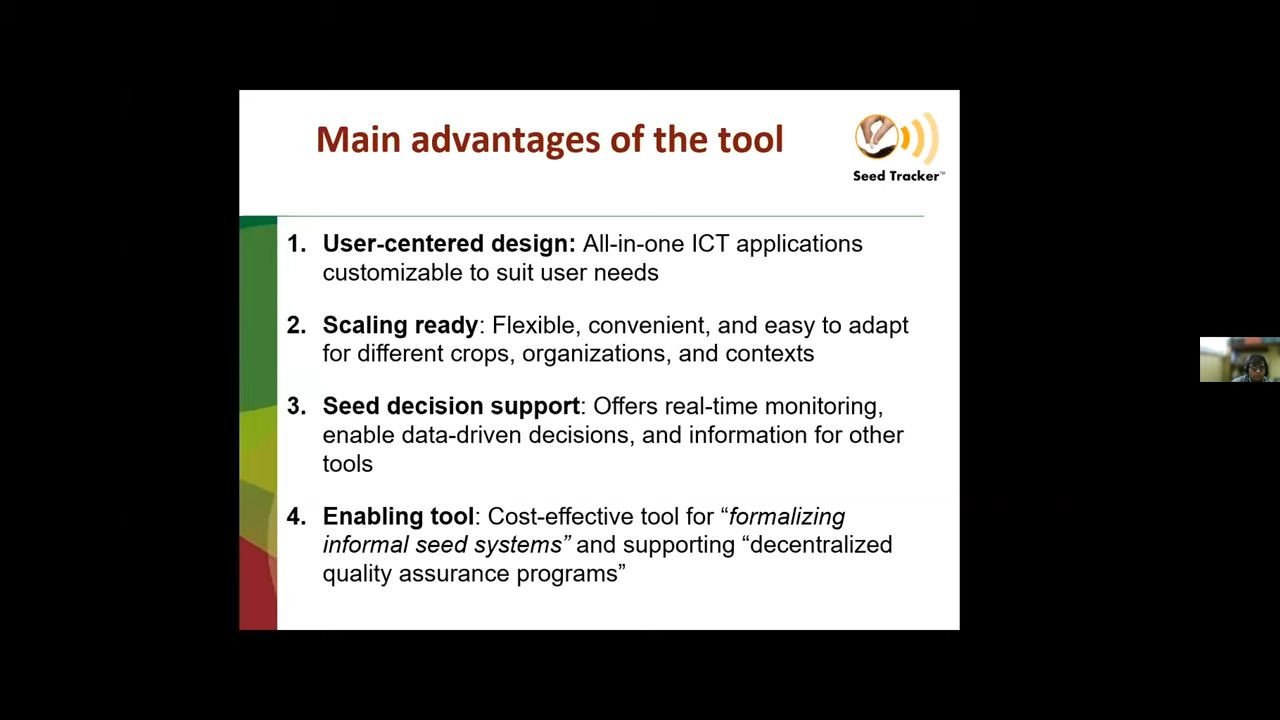 Main advantages of the tool
Seed Tracker™
1. User-centered design: All-in-one ICT applications
customizable to suit user needs
2. Scaling ready: Flexible, convenient, and easy to adapt
for different crops, organizations, and contexts
3. Seed decision support: Offers real-time monitoring,
enable data-driven decisions, and information for other
tools
4. Enabling tool: Cost-effective tool for “formalizing
informal seed systems” and supporting “decentralized
quality assurance programs”